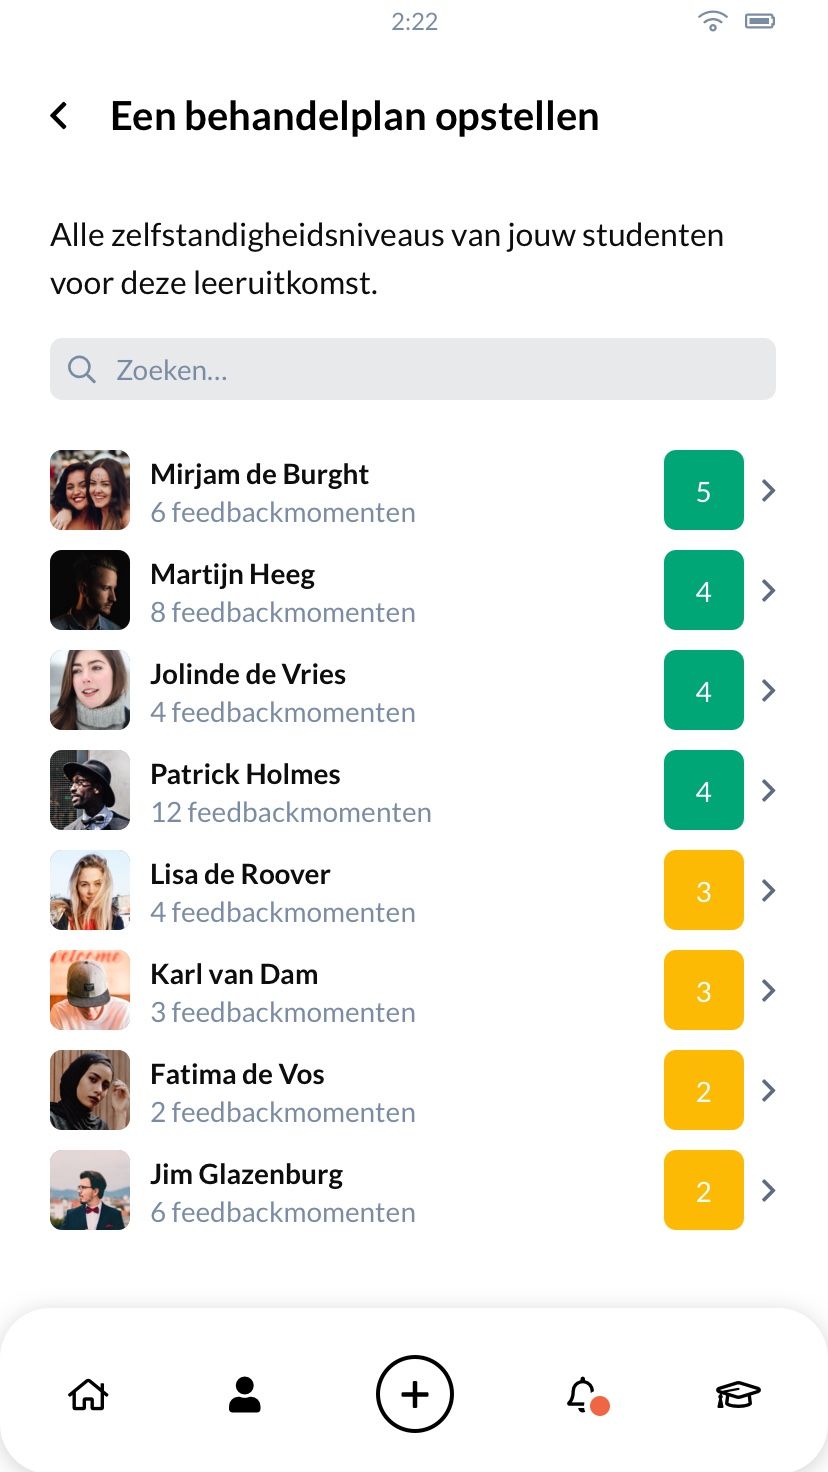 2:22
Een behandelplan opstellen
Alle zelfstandigheidsniveaus van jouw studenten
voor deze leeruitkomst.
Zoeken...
Mirjam de Burght
6 feedbackmomenten
5
Martijn Heeg
8 feedbackmomenten
4
Jolinde de Vries
4 feedbackmomenten
4
Patrick Holmes
12 feedbackmomenten
4
Lisa de Roover
4 feedbackmomenten
3
welcome
Karl van Dam
3 feedbackmomenten
3
Fatima de Vos
2 feedbackmomenten
2
Jim Glazenburg
6 feedbackmomenten
2